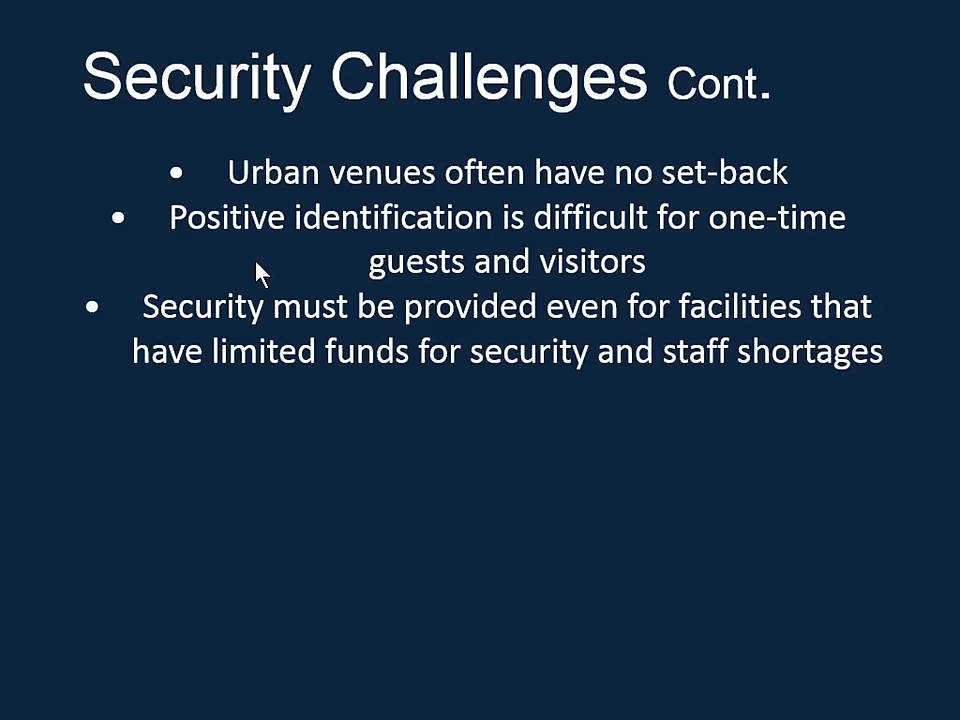 Security Challenges Cont.
• Urban venues often have no set-back
• Positive identification is difficult for one-time
guests and visitors
• Security must be provided even for facilities that
have limited funds for security and staff shortages